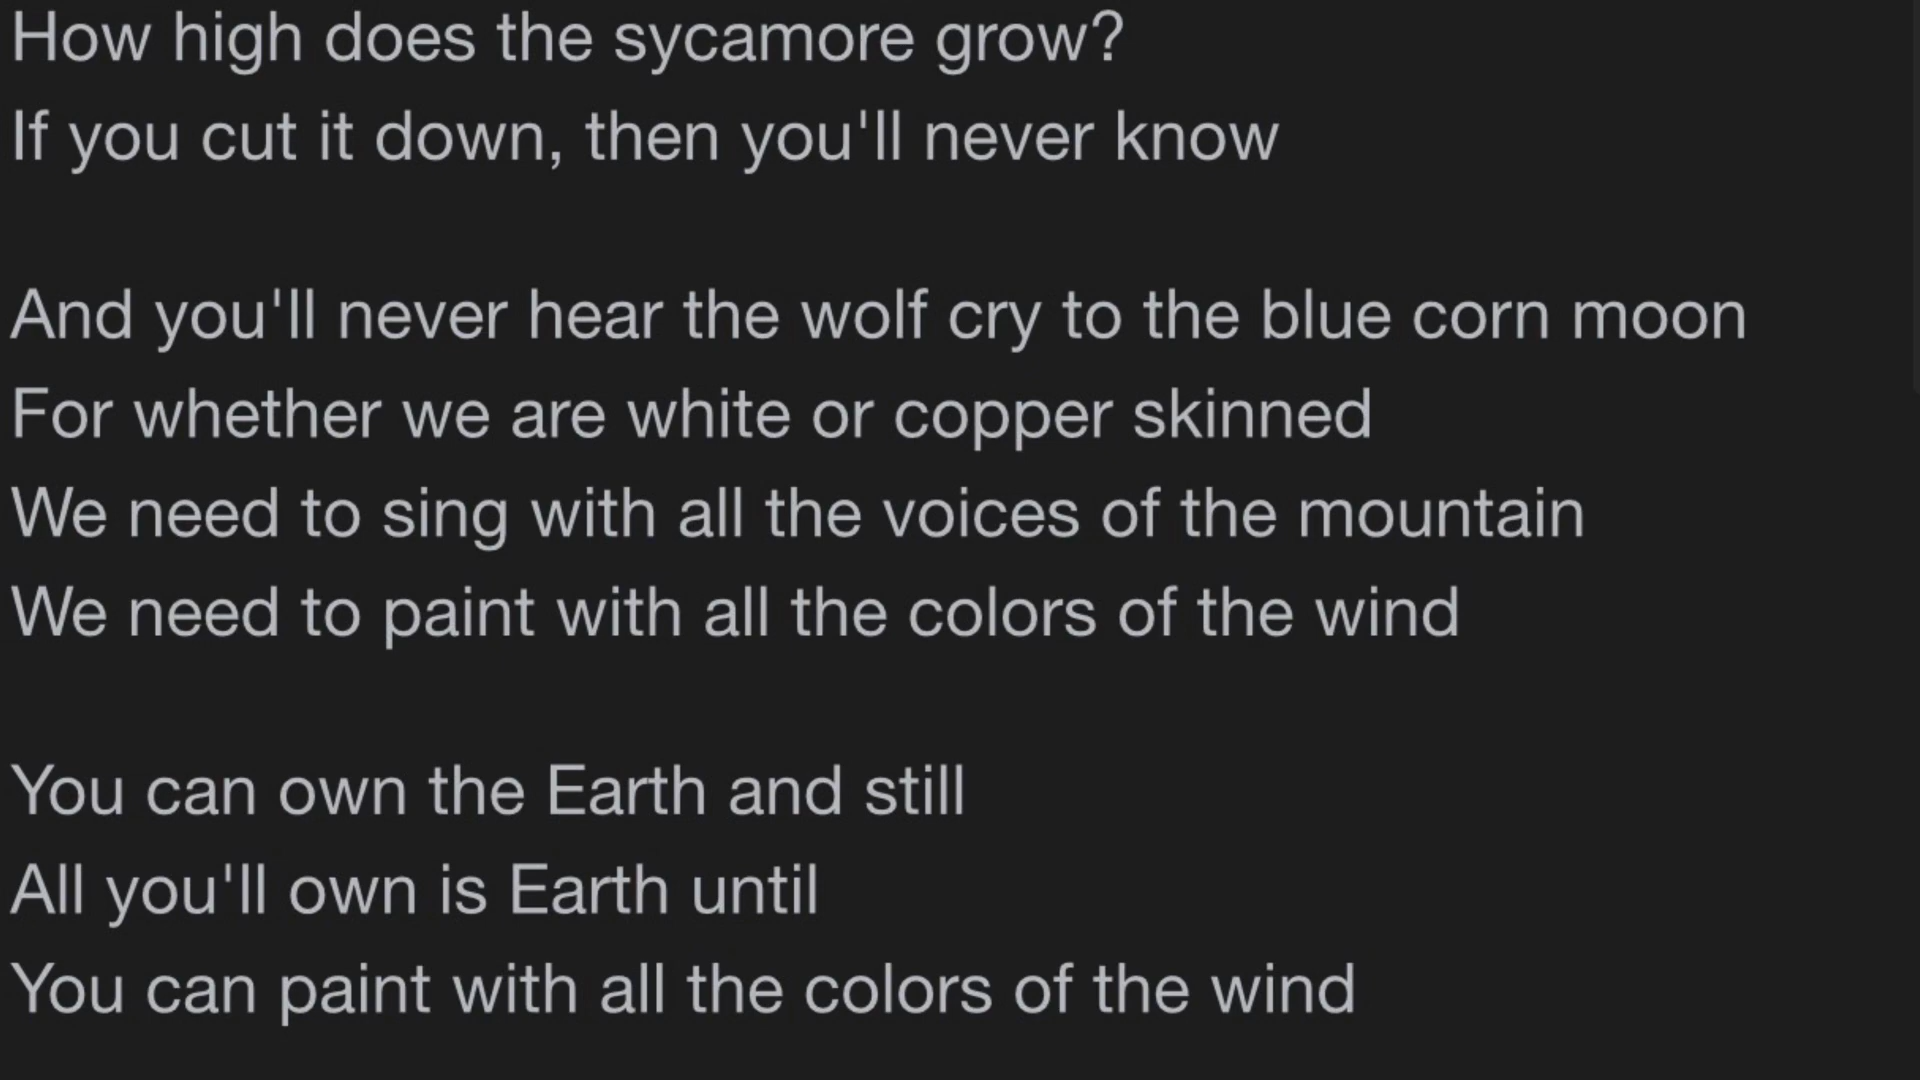 How high does the sycamore grow?
If you cut it down, then you'll never know
And you'll never hear the wolf cry to the blue corn moon
For whether we are white or copper skinned
We need to sing with all the voices of the mountain
We need to paint with all the colors of the wind
You can own the Earth and still
All you'll own is Earth until
You can paint with all the colors of the wind